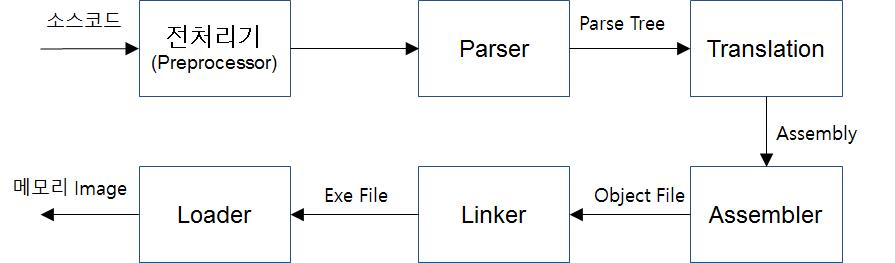 소스코드
전처리기
(Preprocessor)
Parser
Parse Tree
Translation
Assembly
Assembler
Object File
Linker
Exe File
Loader
메모리 Image